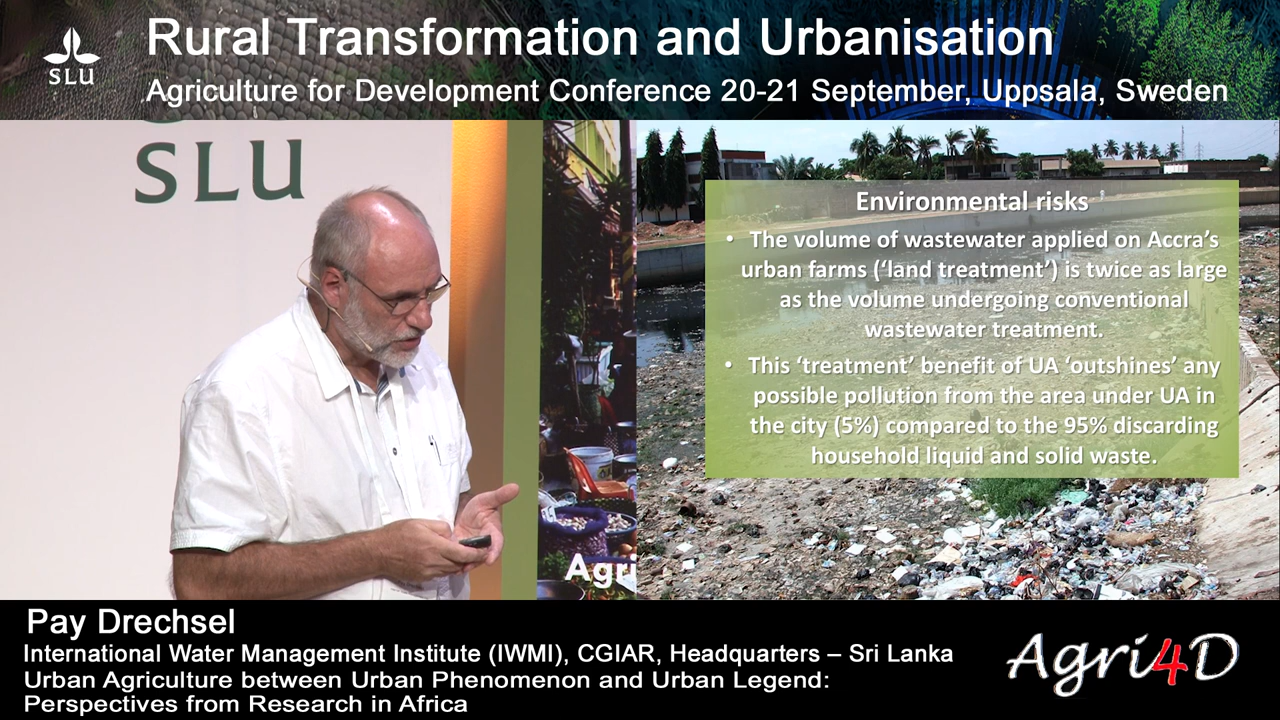 SLU
Rural Transformation and Urbanisation
Agriculture for Development Conference 20-21 September, Uppsala, Sweden
SLU
Environmental risks
• The volume of wastewater applied on Accra's
urban farms ('land treatment') is twice as large
as the volume undergoing conventional
wastewater treatment.
• This 'treatment' benefit of UA 'outshines' any
possible pollution from the area under UA in
the city (5%) compared to the 95% discarding
household liquid and solid waste.
Agri
Pay Drechsel
International Water Management Institute (IWMI), CGIAR, Headquarters – Sri Lanka
Urban Agriculture between Urban Phenomenon and Urban Legend:
Perspectives from Research in Africa
Agri4D